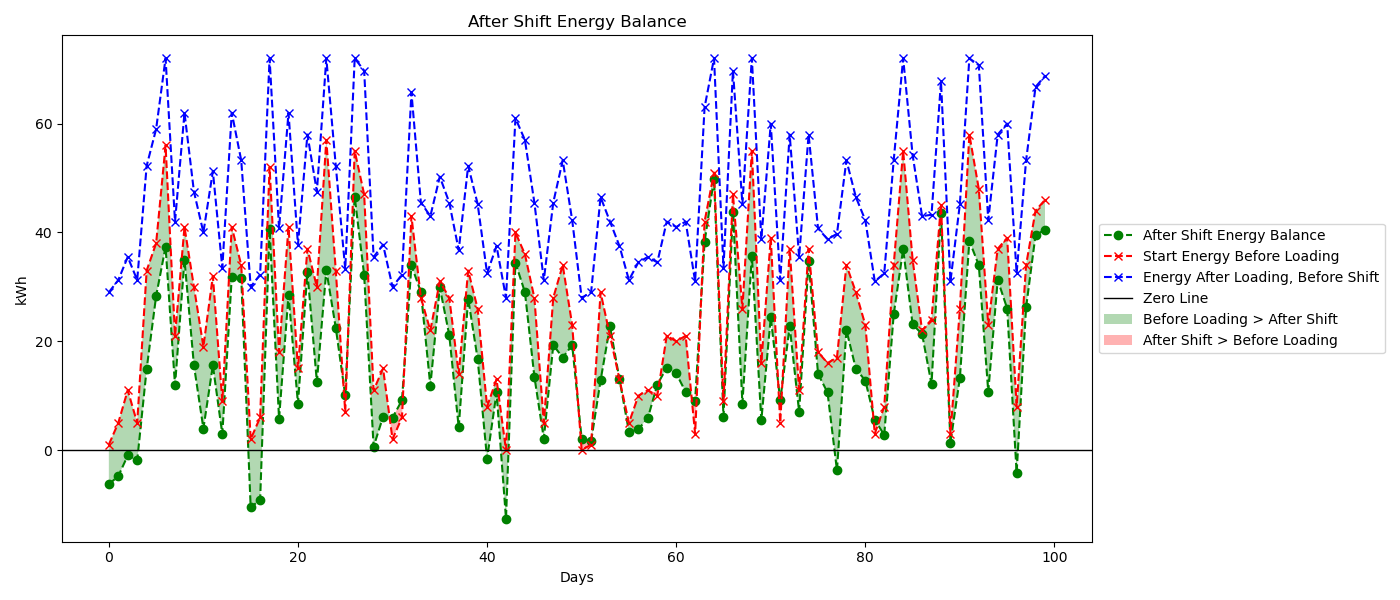 After Shift Energy Balance
kWh
60
40
20
0
0 20 40 60 80 100
Days
After Shift Energy Balance
Start Energy Before Loading
Energy After Loading, Before Shift
Zero Line
Before Loading > After Shift
After Shift > Before Loading